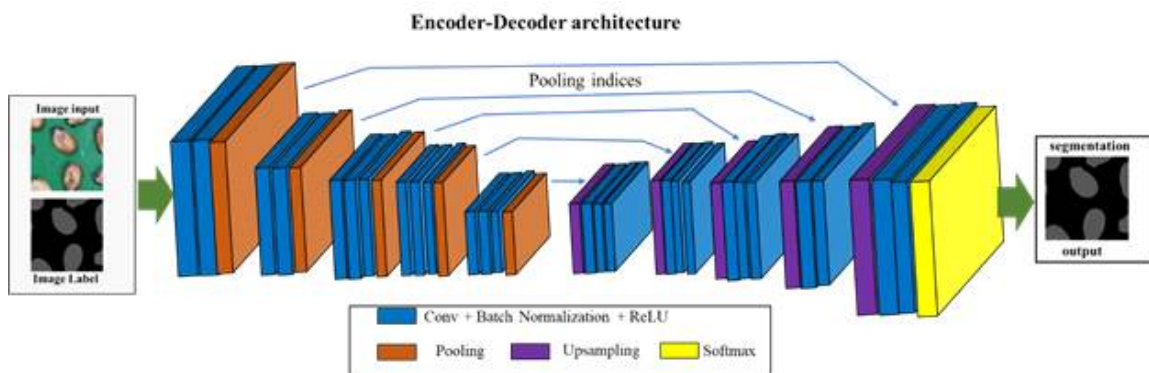 Encoder-Decoder architecture
Pooling indices
Image input
Image Label
segmentation
output
Conv + Batch Normalization + ReLU
Pooling
Upsampling
Softmax